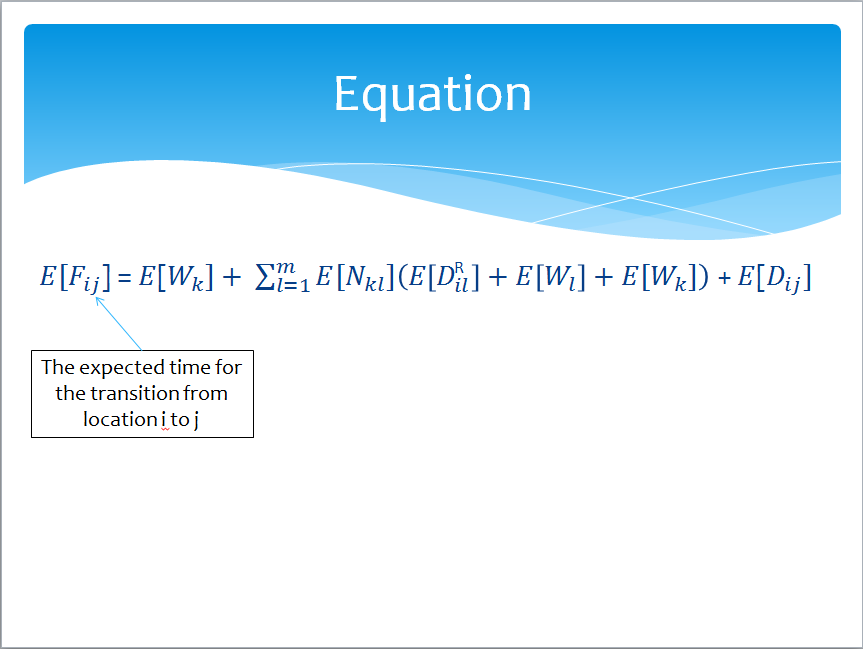 Equation
E[F_{ij}] = E[W_k] + ∑_{l=1}^{m} E[N_{kl}](E[D_{il}^{R}] + E[W_l] + E[W_k]) + E[D_{ij}]
The expected time for
the transition from
location i to j